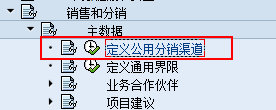 销售和分销
主数据
定义公用分销渠道
定义通用界限
业务合作伙伴
项目建议